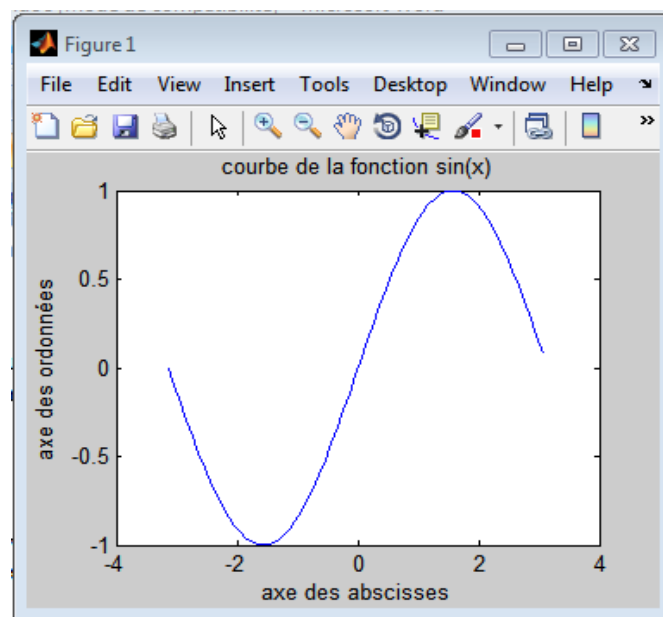 Figure 1
File Edit View Insert Tools Desktop Window Help
courbe de la fonction sin(x)
1
0.5
0
-0.5
-1
axe des ordonnées
-4 -2 0 2 4
axe des abscisses